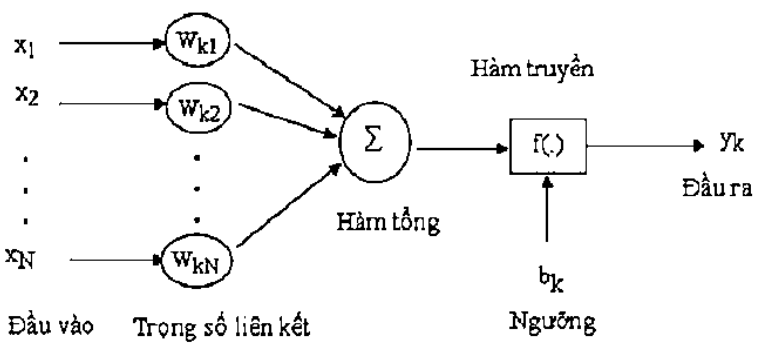 x1 wk1
x2 wk2
Hàm truyền
Σ f(.) yk
Đầu ra
Hàm tổng
xN wkN
bk
Đầu vào Trọng số liên kết Ngưỡng